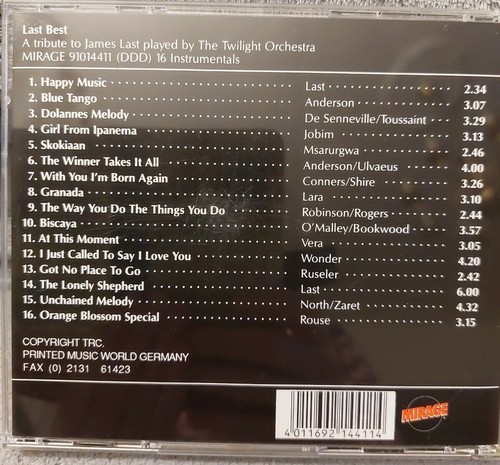 Last Best
A tribute to James Last played by The Twilight Orchestra
MIRAGE 91014411 (DDD) 16 Instrumentals
1. Happy Music Last 2.34
2. Blue Tango Anderson 3.07
3. Dolannes Melody De Senneville/Toussaint 3.29
4. Girl From Ipanema Jobim 3.13
5. Skokiaan Msarurgwa 2.46
6. The Winner Takes It All Anderson/Ulvaeus 4.00
7. With You I'm Born Again Conners/Shire 3.26
8. Granada Lara 3.10
9. The Way You Do The Things You Do Robinson/Rogers 2.44
10. Biscaya O'Malley/Bookwood 3.57
11. At This Moment Vera 3.05
12. I Just Called To Say I Love You Wonder 4.20
13. Got No Place To Go Ruseler 2.42
14. The Lonely Shepherd Last 6.00
15. Unchained Melody North/Zaret 4.32
16. Orange Blossom Special Rouse 3.15
COPYRIGHT TRC.
PRINTED MUSIC WORLD GERMANY
FAX (0) 2131 61423
MIRAGE
4 011692 144114